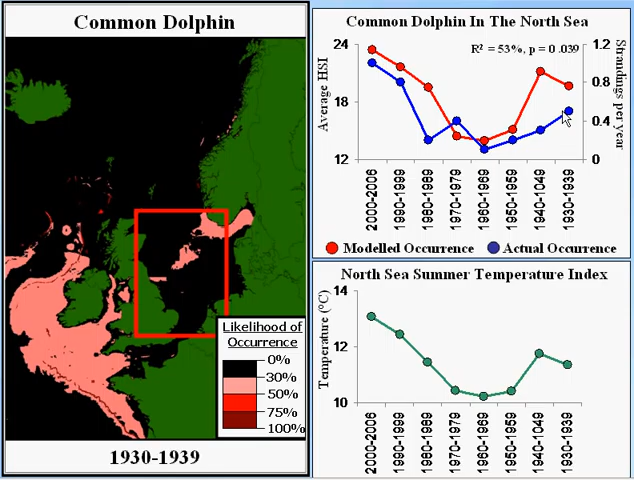 Common Dolphin
Likelihood of
Occurrence
0%
30%
50%
75%
100%
1930-1939
Common Dolphin In The North Sea
R² = 53%, p = 0.039
Average HSI
24
18
12
Strandings per year
1.2
0.8
0.4
0
2000-2006
1990-1999
1980-1989
1970-1979
1960-1969
1950-1959
1940-1049
1930-1939
Modelled Occurrence
Actual Occurrence
North Sea Summer Temperature Index
Temperature (°C)
14
12
10
2000-2006
1990-1999
1980-1989
1970-1979
1960-1969
1950-1959
1940-1049
1930-1939